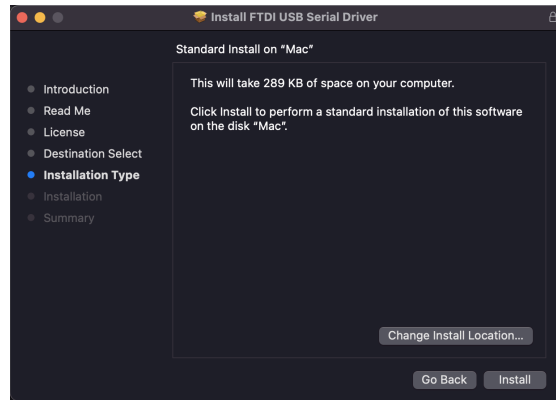 Install FTDI USB Serial Driver
Standard Install on “Mac”
Introduction
Read Me
License
Destination Select
Installation Type
Installation
Summary
This will take 289 KB of space on your computer.
Click Install to perform a standard installation of this software
on the disk “Mac”.
Change Install Location...
Go Back
Install